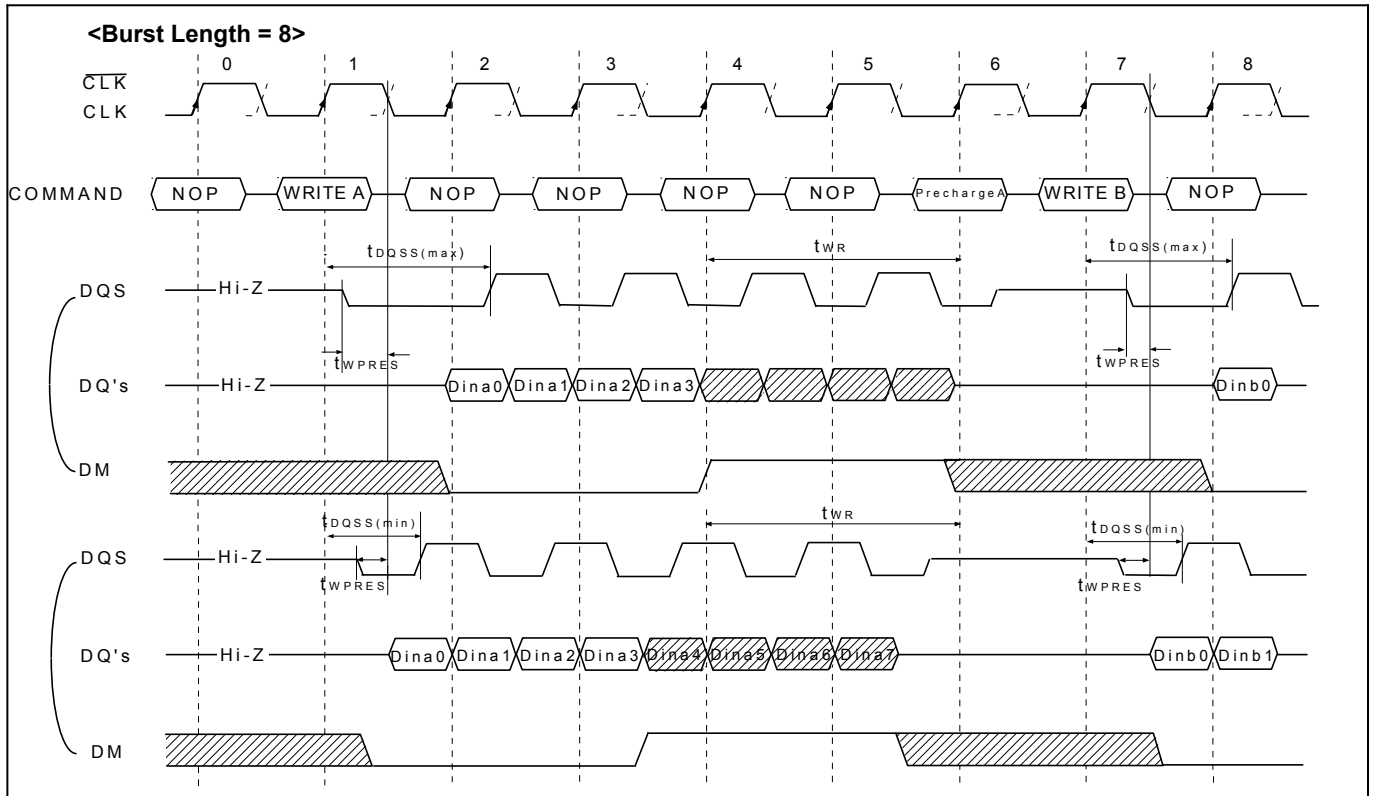 <Burst Length = 8>
0 1 2 3 4 5 6 7 8
CLK
CLK
COMMAND NOP WRITE A NOP NOP NOP NOP PrechargeA WRITE B NOP
tDQSS(max) tWR tDQSS(max)
DQS Hi-Z
tWPRES tWPRES
DQ's Hi-Z Dina0 Dina1 Dina2 Dina3 Dinb0
DM
tDQSS(min) tWR tDQSS(min)
DQS Hi-Z
tWPRES tWPRES
DQ's Hi-Z Dina0 Dina1 Dina2 Dina3 Dina4 Dina5 Dina6 Dina7 Dinb0 Dinb1
DM